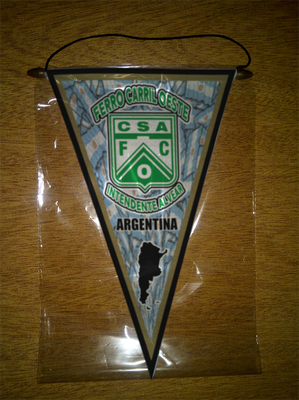 FERRO CARRIL OESTE
CSA
F C
O
INTENDENTE ALVEAR
ARGENTINA